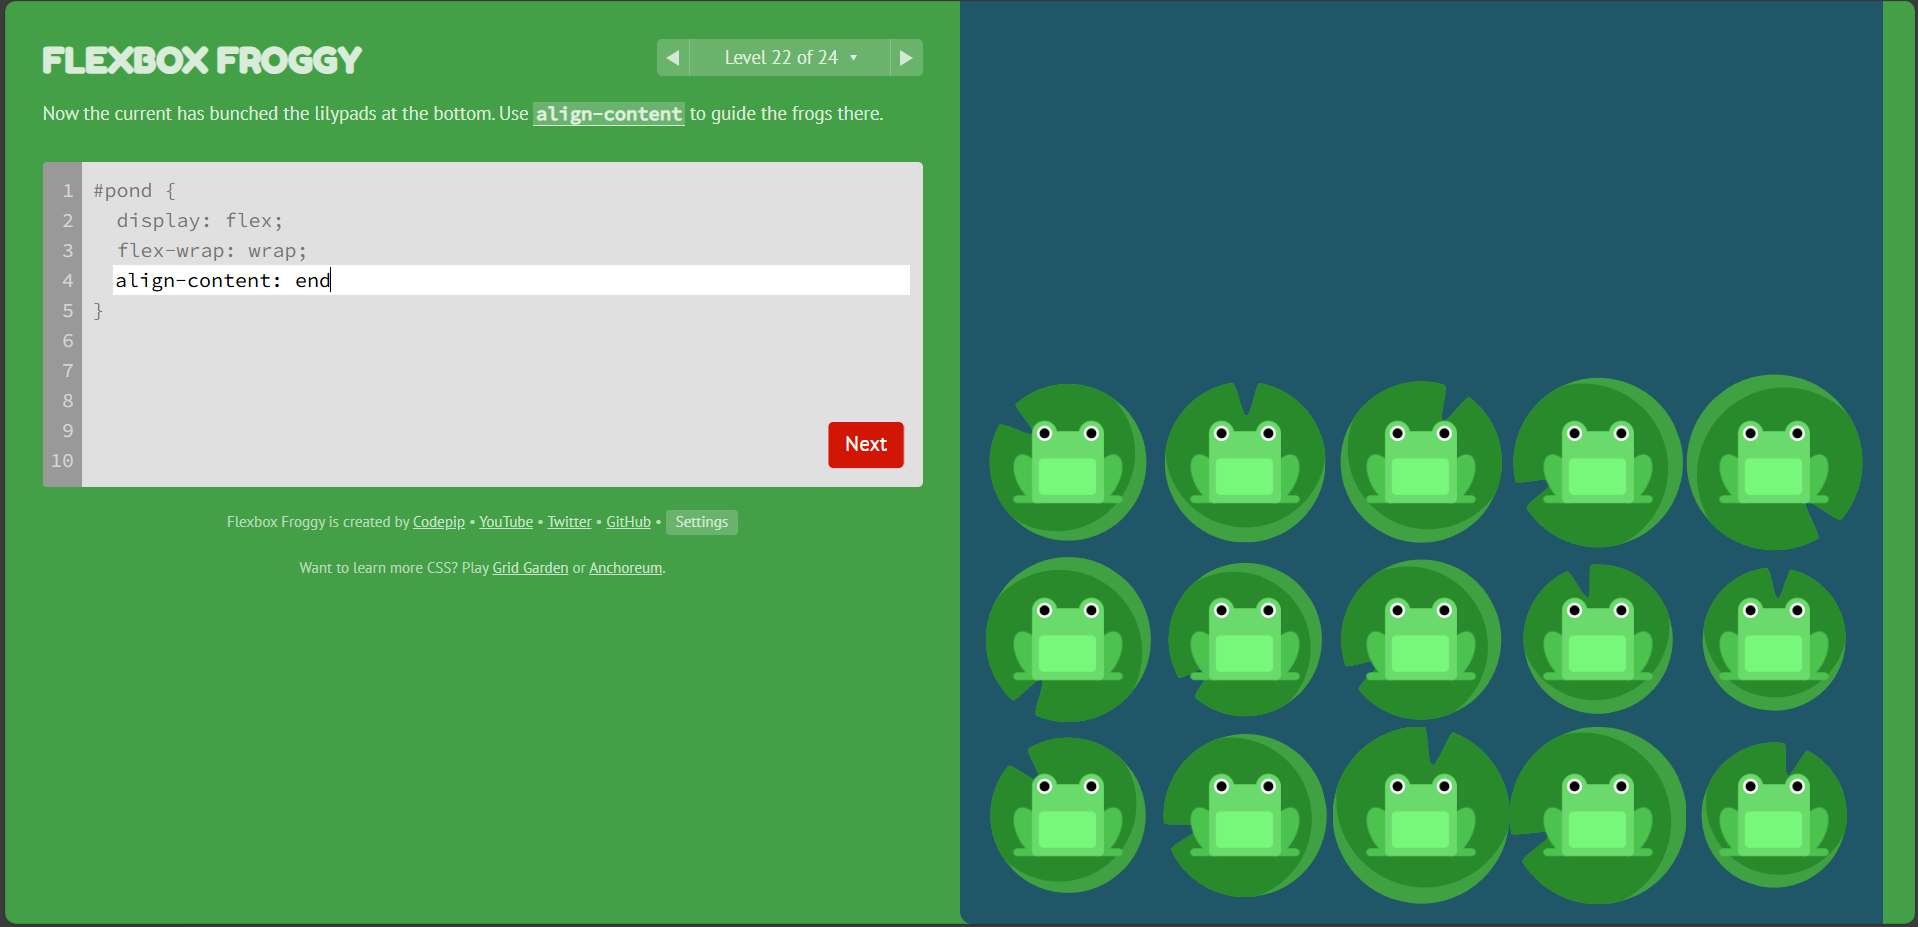 FLEXBOX FROGGY
◀ Level 22 of 24 ▾ ▶
Now the current has bunched the lilypads at the bottom. Use align-content to guide the frogs there.
1 #pond {
2 display: flex;
3 flex-wrap: wrap;
4 align-content: end
5 }
6
7
8
9
10
Next
Flexbox Froggy is created by Codepip • YouTube • Twitter • GitHub • Settings
Want to learn more CSS? Play Grid Garden or Anchoreum.